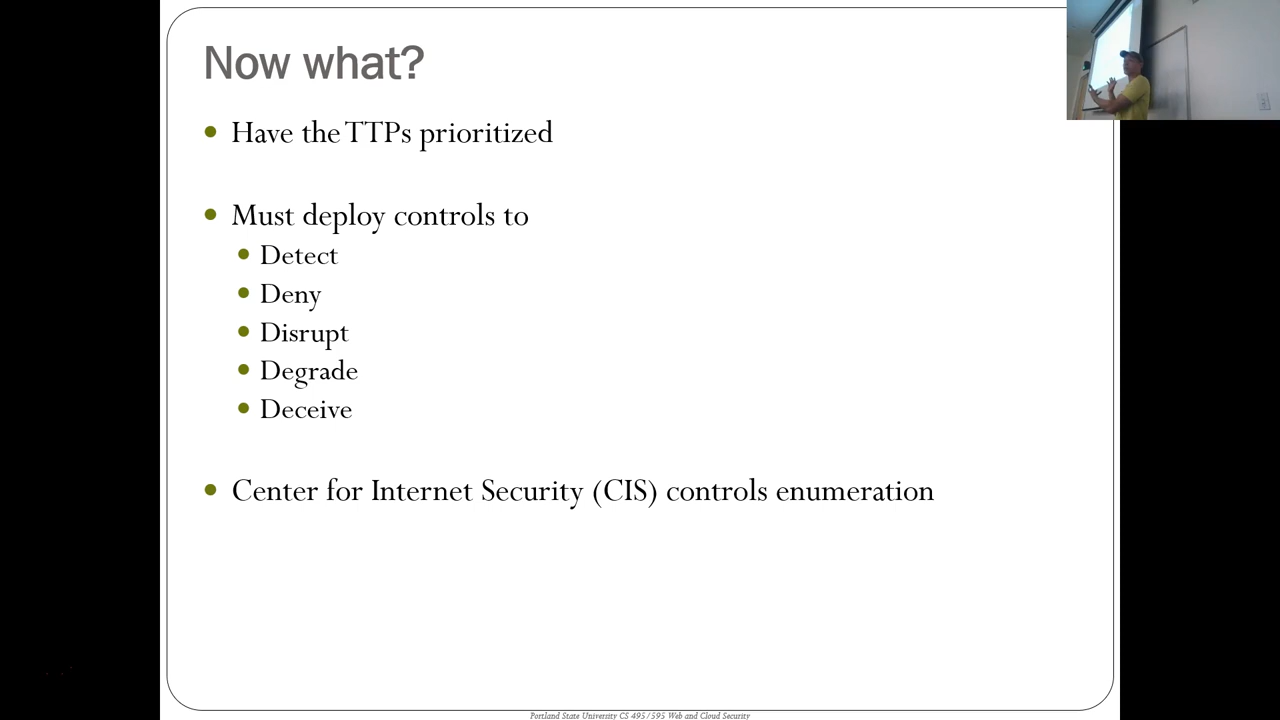 Now what?
Have the TTPs prioritized
Must deploy controls to
Detect
Deny
Disrupt
Degrade
Deceive
Center for Internet Security (CIS) controls enumeration
Portland State University CS 495/595 Web and Cloud Security